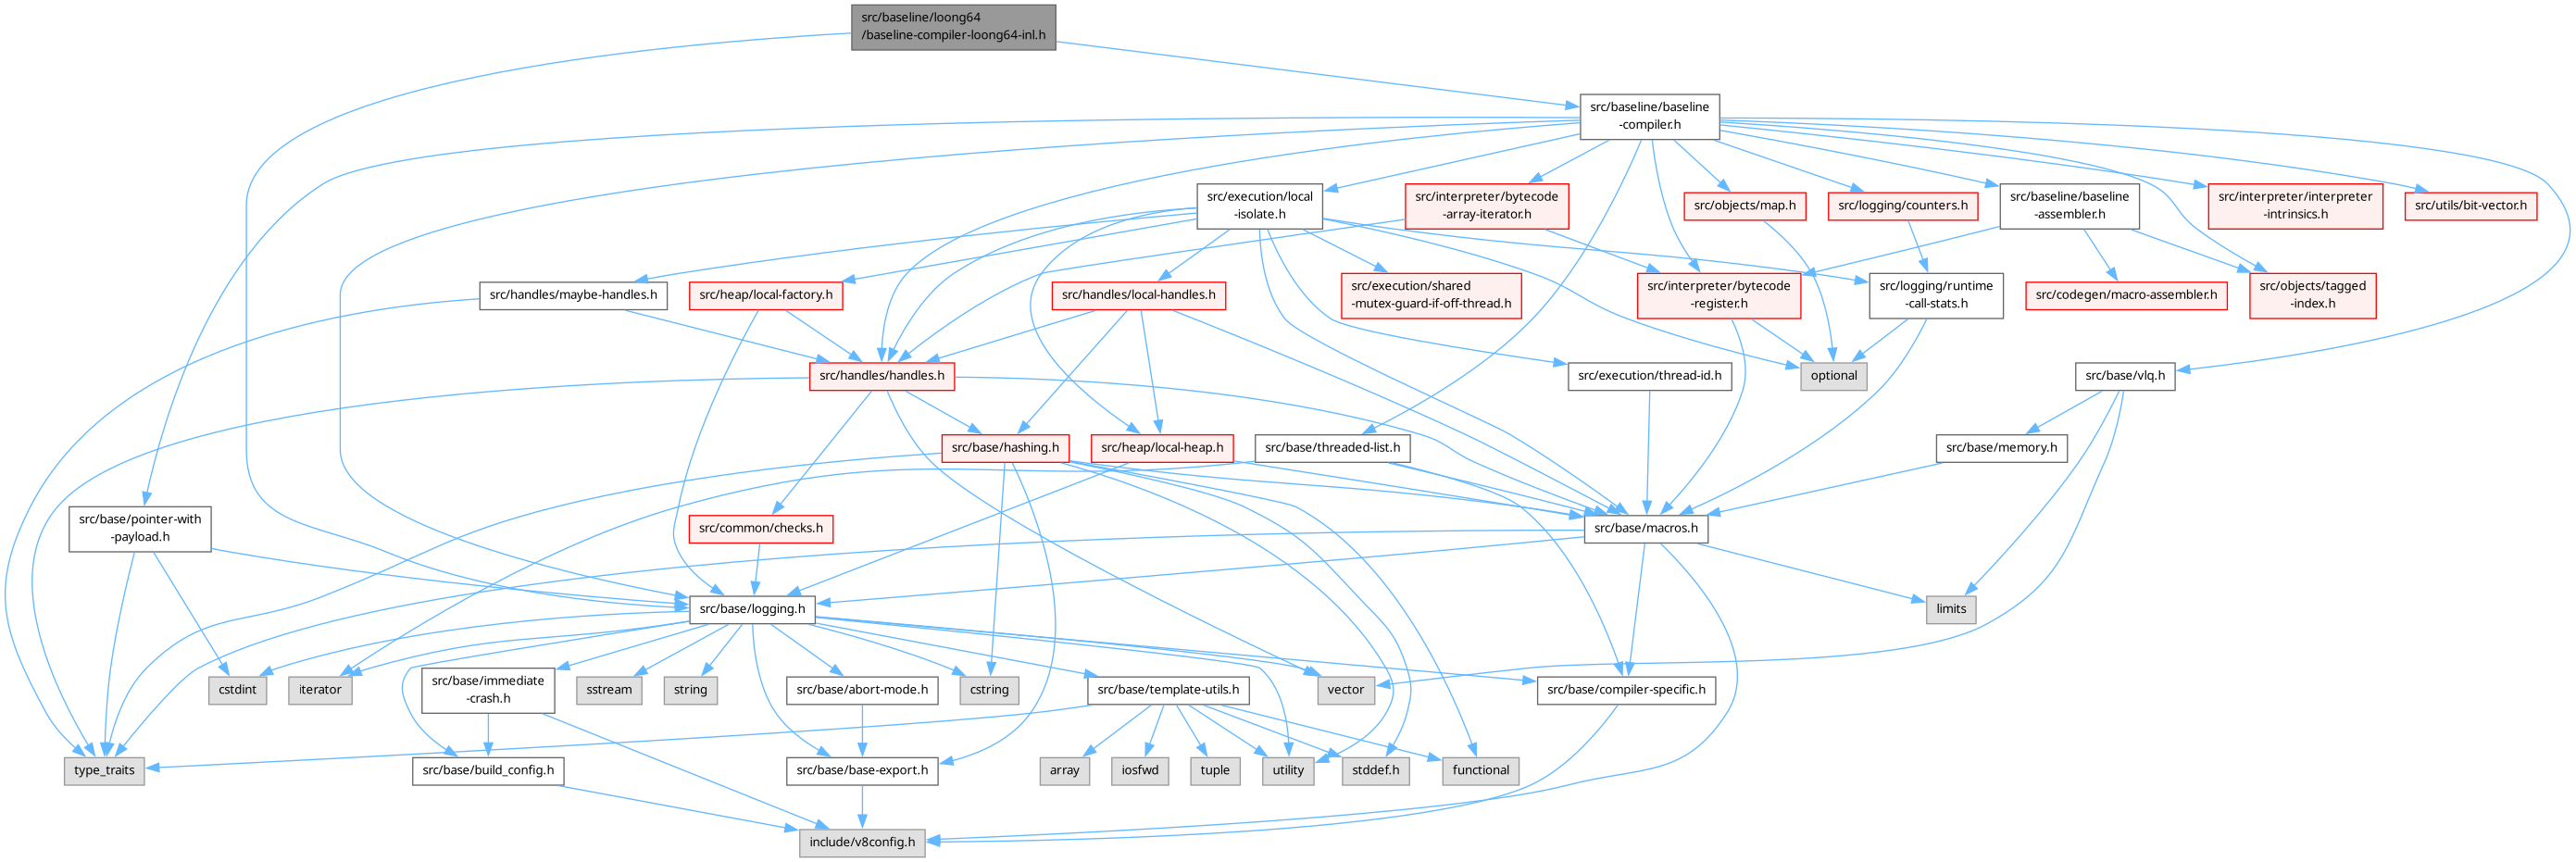 src/baseline/loong64
/baseline-compiler-loong64-inl.h
src/baseline/baseline
-compiler.h
src/execution/local
-isolate.h
src/interpreter/bytecode
-array-iterator.h
src/objects/map.h
src/logging/counters.h
src/baseline/baseline
-assembler.h
src/interpreter/interpreter
-intrinsics.h
src/utils/bit-vector.h
src/handles/maybe-handles.h
src/heap/local-factory.h
src/handles/local-handles.h
src/execution/shared
-mutex-guard-if-off-thread.h
src/interpreter/bytecode
-register.h
src/logging/runtime
-call-stats.h
src/codegen/macro-assembler.h
src/objects/tagged
-index.h
src/handles/handles.h
src/execution/thread-id.h
optional
src/base/vlq.h
src/base/hashing.h
src/heap/local-heap.h
src/base/threaded-list.h
src/base/memory.h
src/base/pointer-with
-payload.h
src/common/checks.h
src/base/macros.h
src/base/logging.h
limits
cstdint
iterator
src/base/immediate
-crash.h
sstream
string
src/base/abort-mode.h
cstring
src/base/template-utils.h
vector
src/base/compiler-specific.h
type_traits
src/base/build_config.h
src/base/base-export.h
array
iosfwd
tuple
utility
stddef.h
functional
include/v8config.h